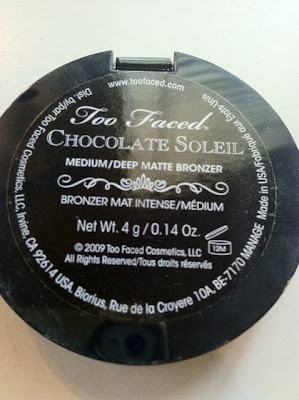 www.toofaced.com
Too Faced®
CHOCOLATE SOLEIL
MEDIUM/DEEP MATTE BRONZER
BRONZER MAT INTENSE/MÉDIUM
Net Wt. 4 g / 0.14 Oz.
12M
© 2009 Too Faced Cosmetics, LLC
All Rights Reserved/Tous droits réservés
Dist. by/par Too Faced Cosmetics, LLC, Irvine, CA 92614 USA. Biorius, Rue de la Croyere 10A, BE-7170 MANAGE Made in USA/Fabriqué aux États-Unis